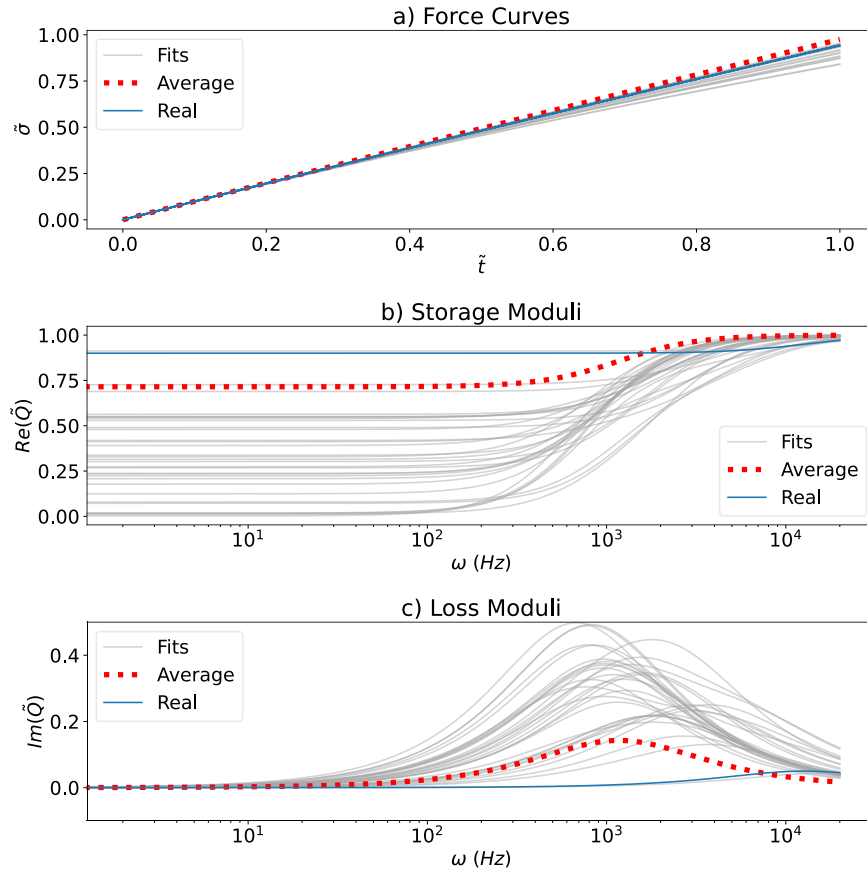 a) Force Curves
1.00
0.75
0.50
0.25
0.00
σ̃
Fits
Average
Real
0.0
0.2
0.4
0.6
0.8
1.0
t̃
b) Storage Moduli
1.00
0.75
0.50
0.25
0.00
Re(Q̃)
Fits
Average
Real
10¹
10²
10³
10⁴
ω (Hz)
c) Loss Moduli
0.4
0.2
0.0
Im(Q̃)
Fits
Average
Real
10¹
10²
10³
10⁴
ω (Hz)